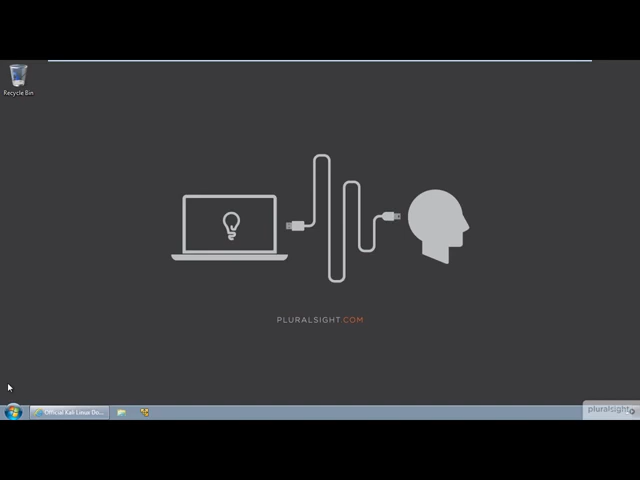 Recycle Bin
PLURALSIGHT.COM
Official Kali Linux Do...
pluralsight